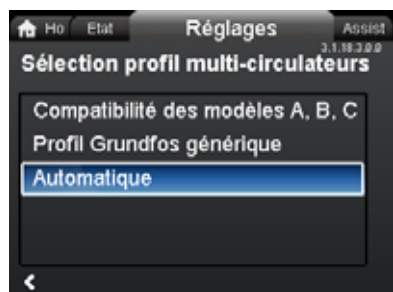 Ho Etat Réglages Assist
3.1.18.3.0.0
Sélection profil multi-circulateurs
Compatibilité des modèles A, B, C
Profil Grundfos générique
Automatique